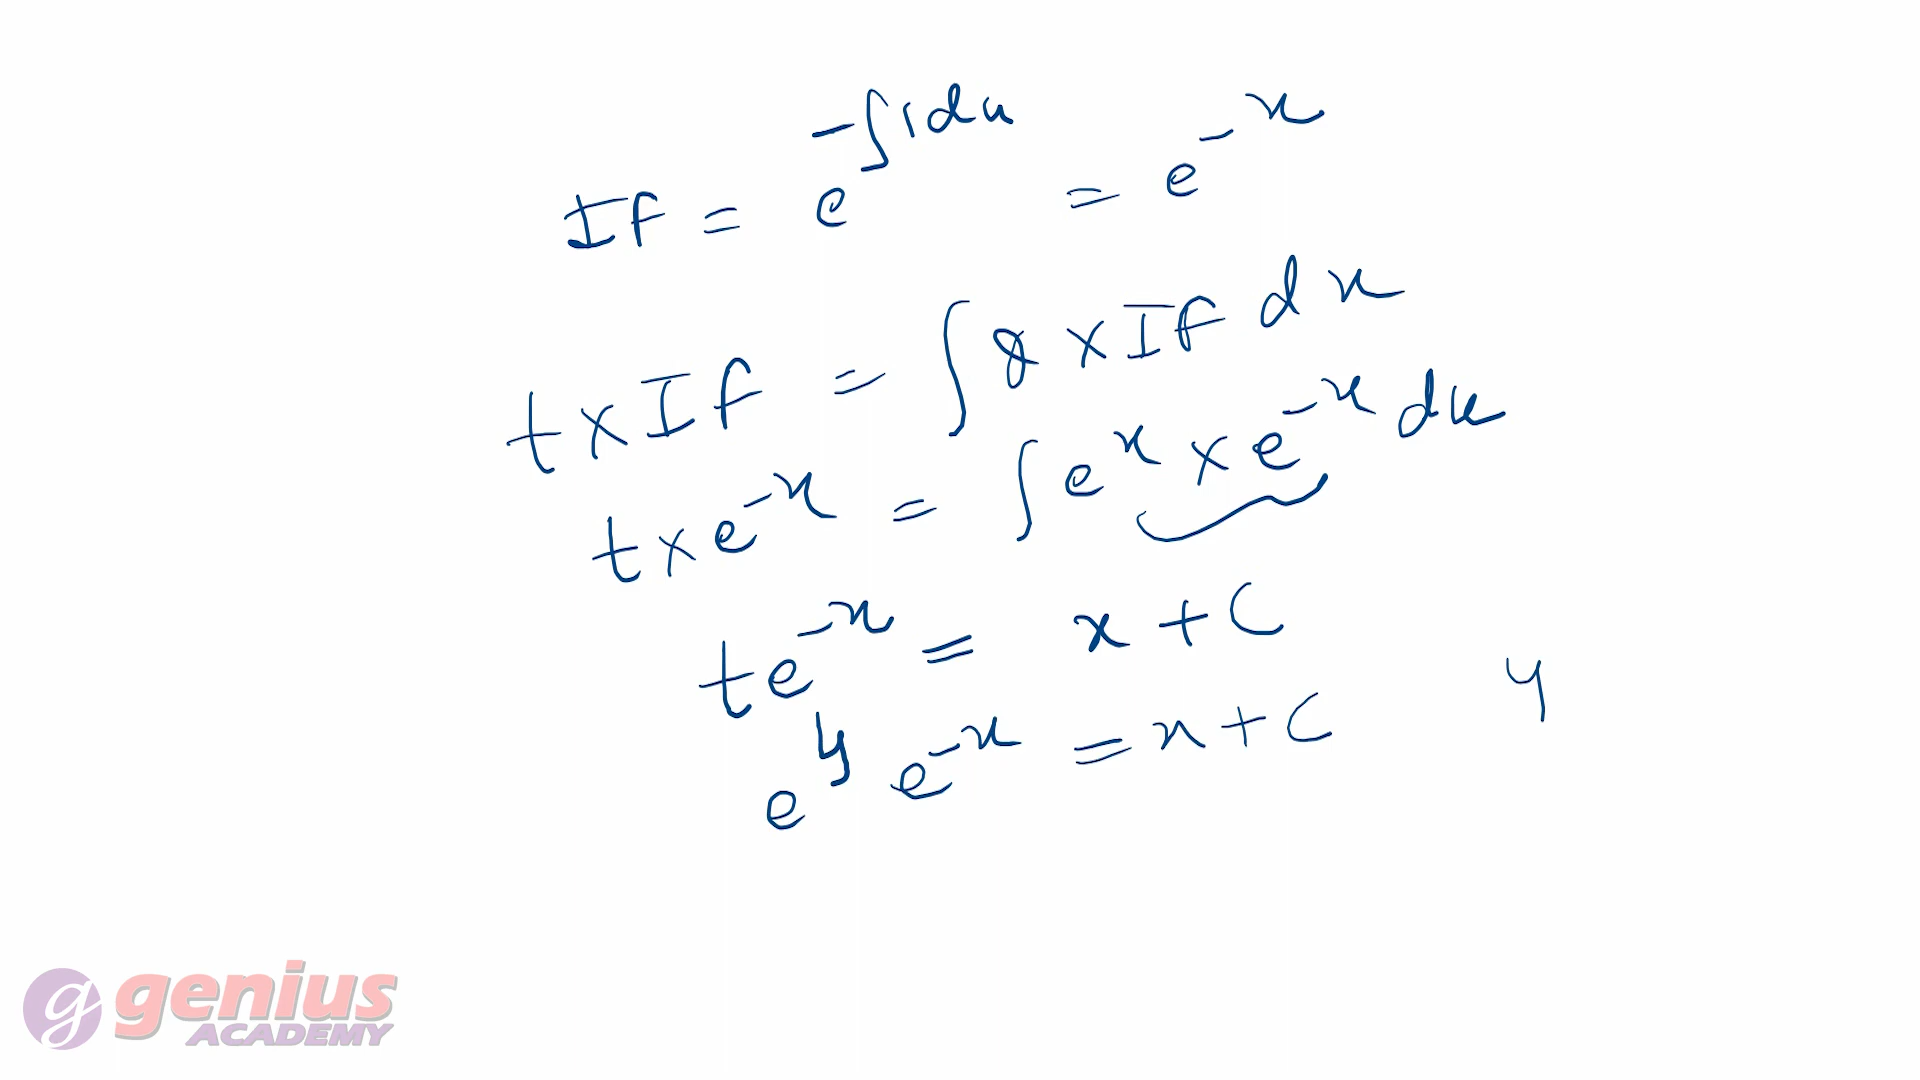 IF = e^{-∫1dx} = e^{-x}
t×IF = ∫Q×IF dx
t×e^{-x} = ∫e^x×e^{-x} dx
te^{-x} = x+C
e^y e^{-x} = x+C
y
genius
ACADEMY